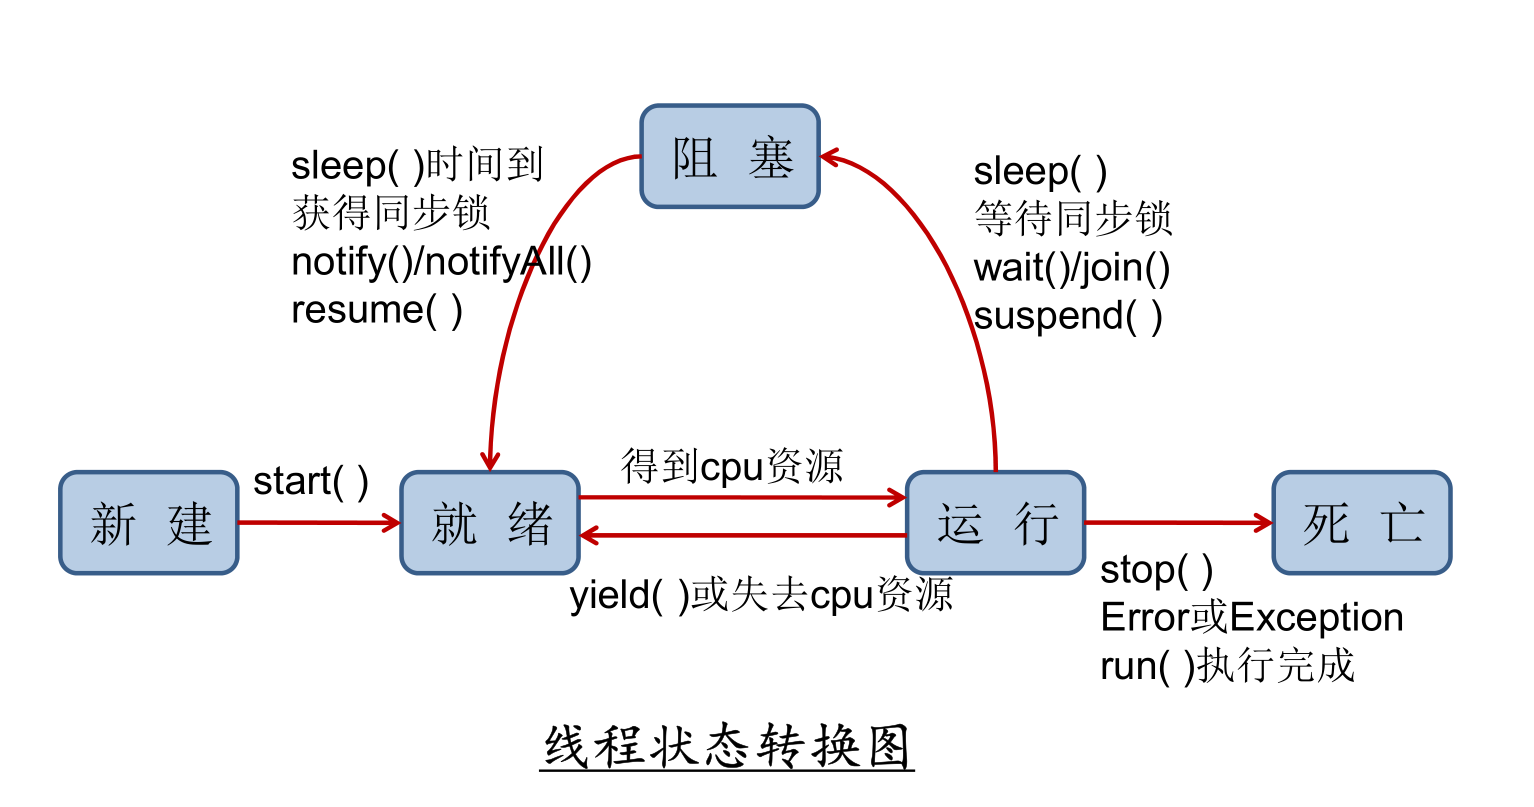 阻 塞
sleep( )时间到
获得同步锁
notify()/notifyAll()
resume( )
sleep( )
等待同步锁
wait()/join()
suspend( )
新 建
start( )
就 绪
得到cpu资源
yield( )或失去cpu资源
运 行
死 亡
stop( )
Error或Exception
run( )执行完成
线程状态转换图